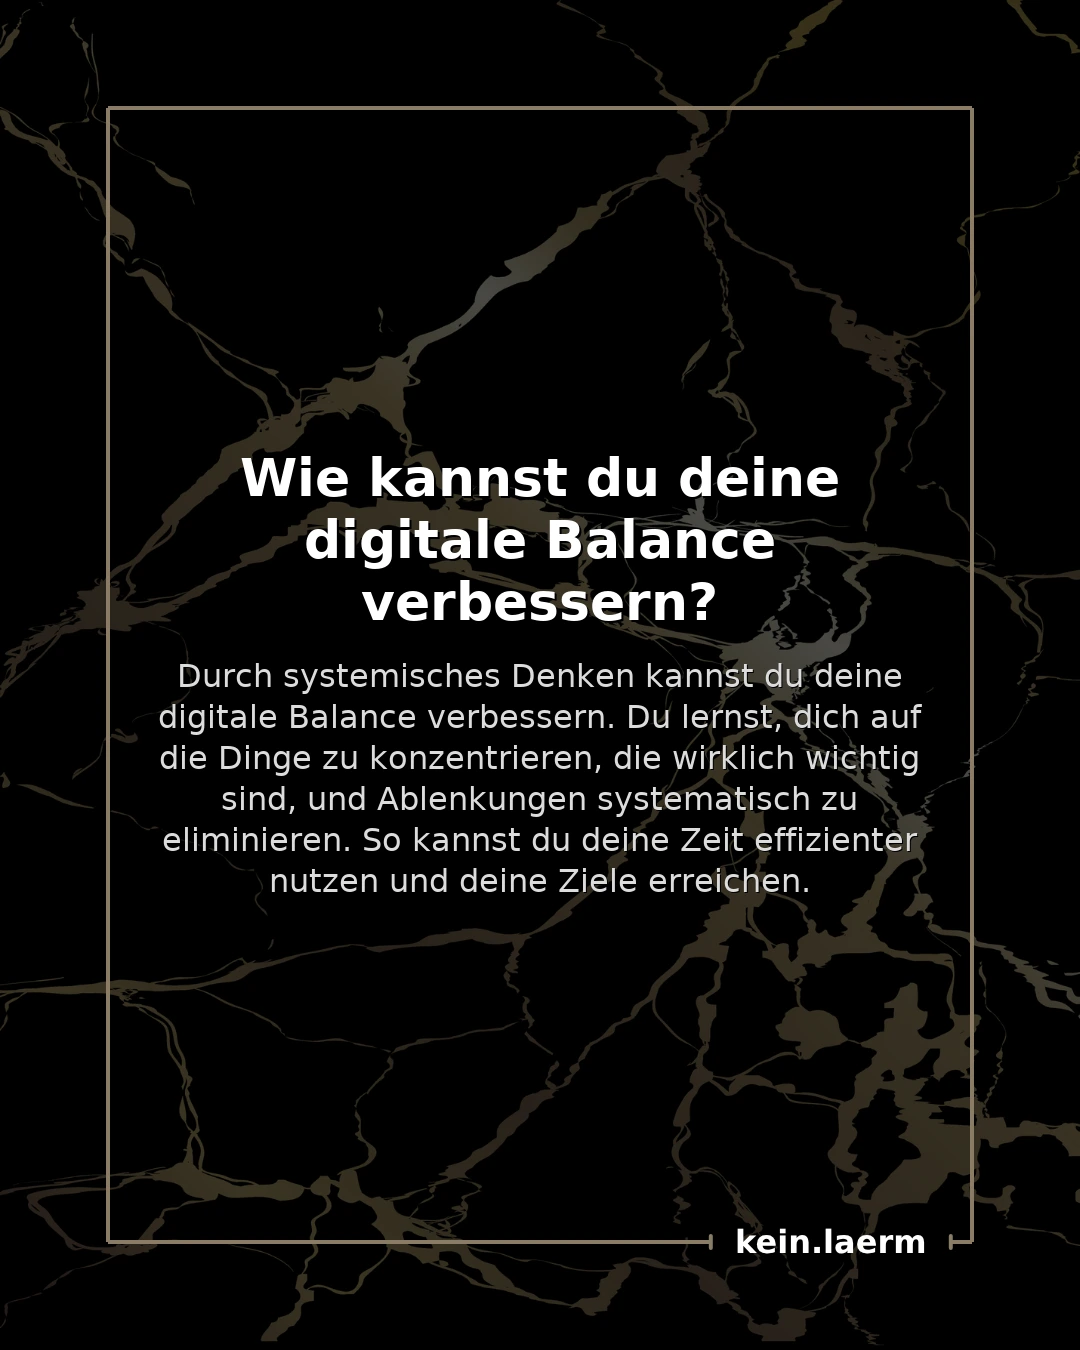 Wie kannst du deine
digitale Balance
verbessern?
Durch systemisches Denken kannst du deine
digitale Balance verbessern. Du lernst, dich auf
die Dinge zu konzentrieren, die wirklich wichtig
sind, und Ablenkungen systematisch zu
eliminieren. So kannst du deine Zeit effizienter
nutzen und deine Ziele erreichen.
kein.laerm